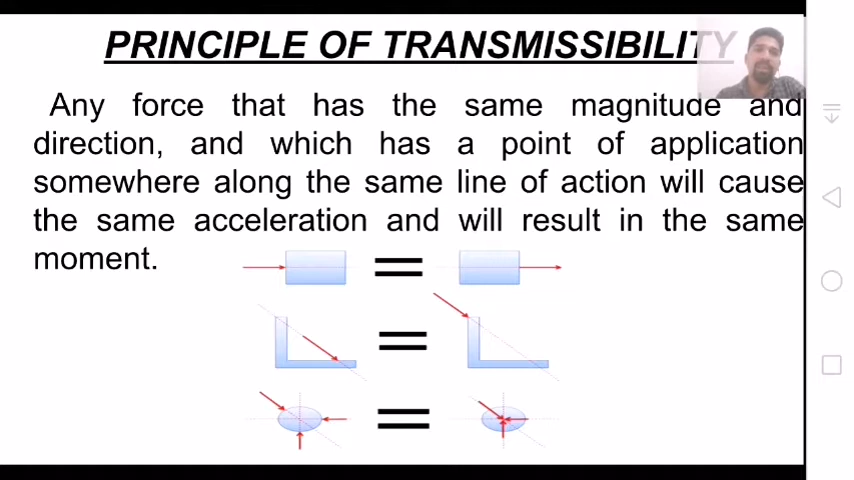 PRINCIPLE OF TRANSMISSIBILITY
Any force that has the same magnitude and
direction, and which has a point of application
somewhere along the same line of action will cause
the same acceleration and will result in the same
moment.